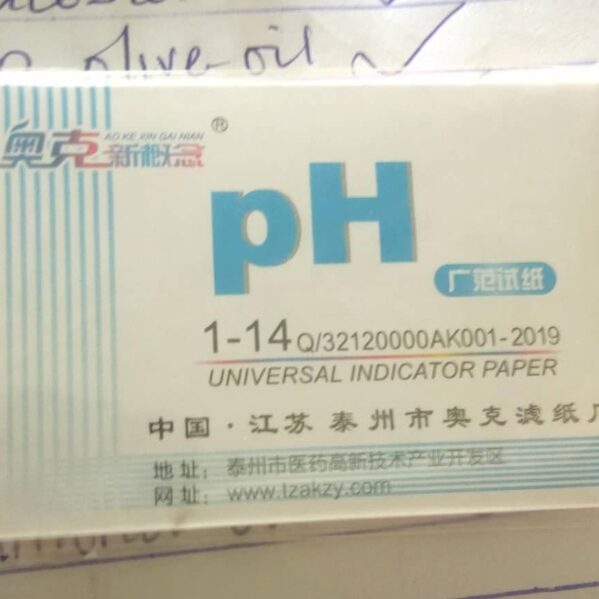 olive-oil
奥克 AO KE XIN GAI NIAN
新概念 ®
pH
广范试纸
1-14 Q/32120000AK001-2019
UNIVERSAL INDICATOR PAPER
中国·江苏 泰州市奥克滤纸厂
地址：泰州市医药高新技术产业开发区
网址：www.tzakzy.com